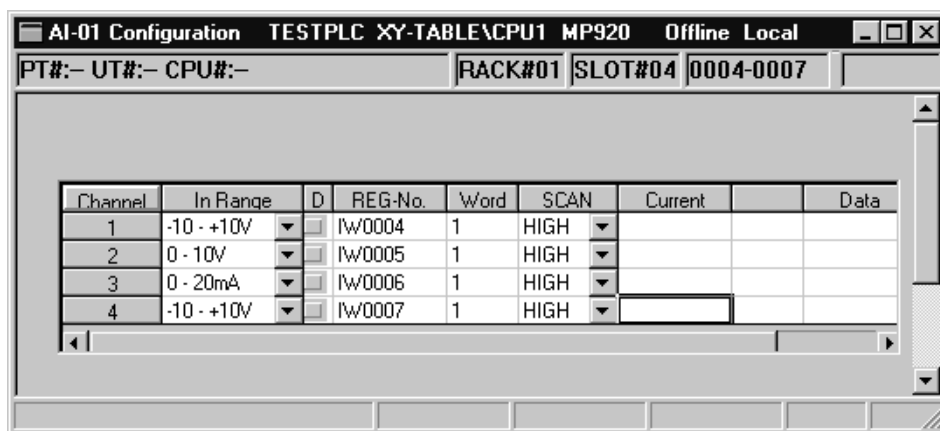 AI-01 Configuration TESTPLC XY-TABLE\CPU1 MP920 Offline Local
PT#:– UT#:– CPU#:– RACK#01 SLOT#04 0004-0007
Channel In Range D REG-No. Word SCAN Current Data
1 -10 - +10V IW0004 1 HIGH
2 0 - 10V IW0005 1 HIGH
3 0 - 20mA IW0006 1 HIGH
4 -10 - +10V IW0007 1 HIGH